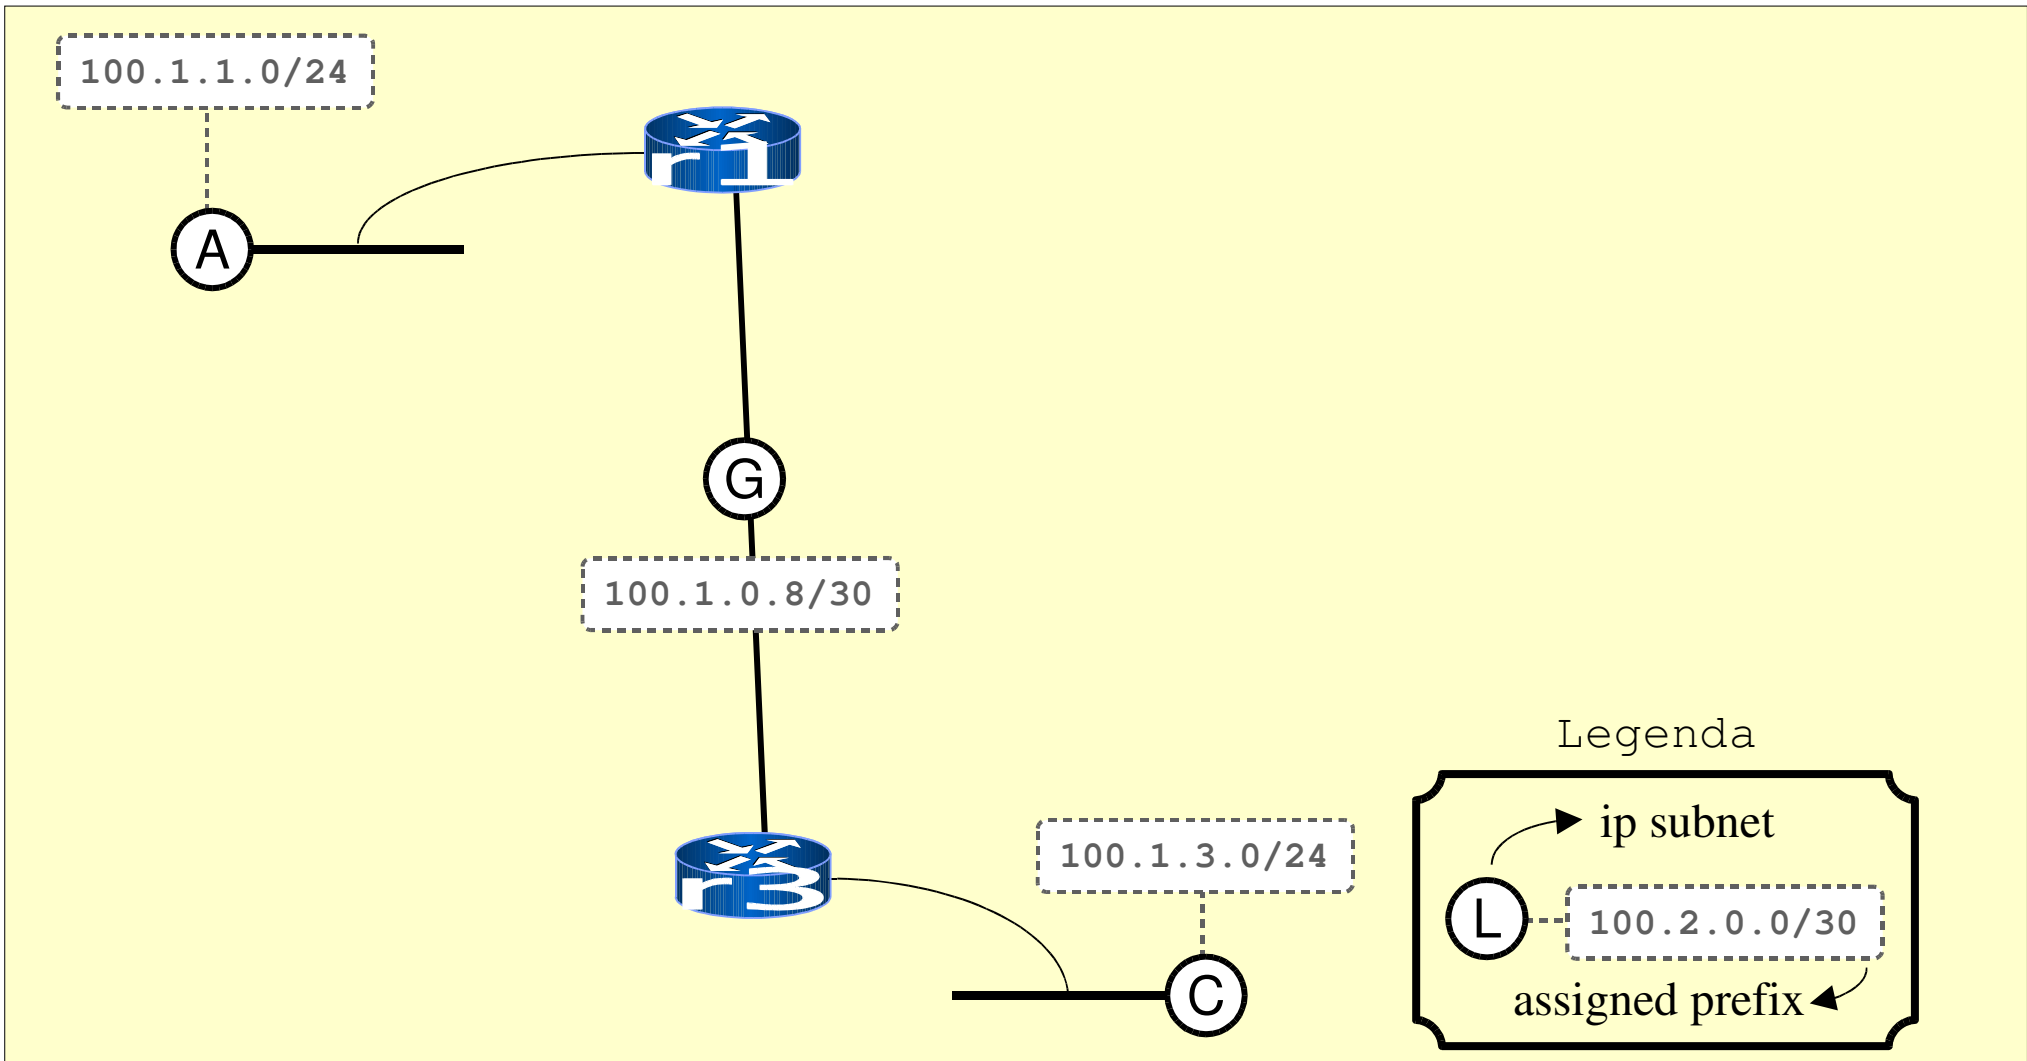 100.1.1.0/24
r1
A
G
100.1.0.8/30
r3
100.1.3.0/24
C
Legenda
ip subnet
L
100.2.0.0/30
assigned prefix